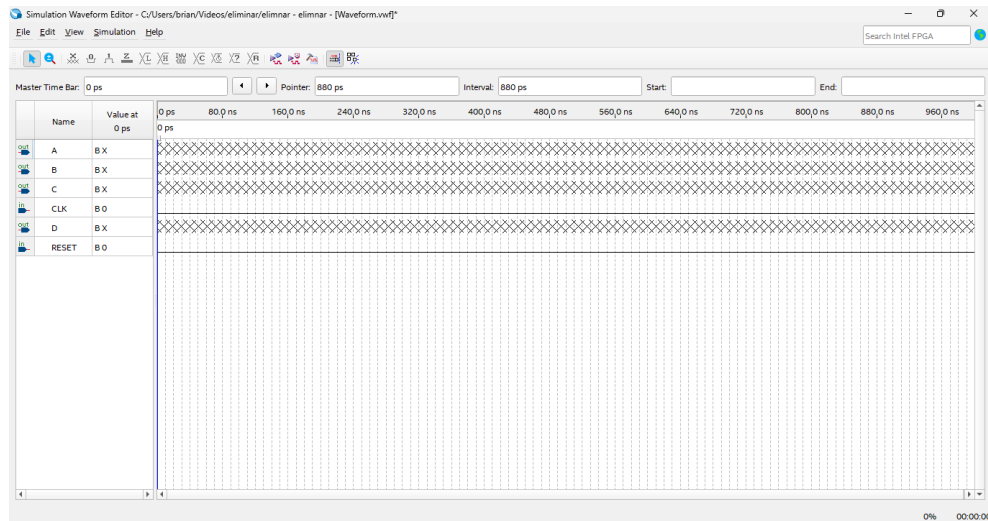 Simulation Waveform Editor - C:/Users/brian/Videos/eliminar/elimnar - elimnar - [Waveform.vwf]*
File Edit View Simulation Help
Search Intel FPGA
Master Time Bar: 0 ps Pointer: 880 ps Interval: 880 ps Start: End:
Name Value at 0 ps
0 ps 80.0 ns 160.0 ns 240.0 ns 320.0 ns 400.0 ns 480.0 ns 560.0 ns 640.0 ns 720.0 ns 800.0 ns 880.0 ns 960.0 ns
0 ps
out A B X
out B B X
out C B X
in CLK B 0
out D B X
in RESET B 0
0% 00:00:00